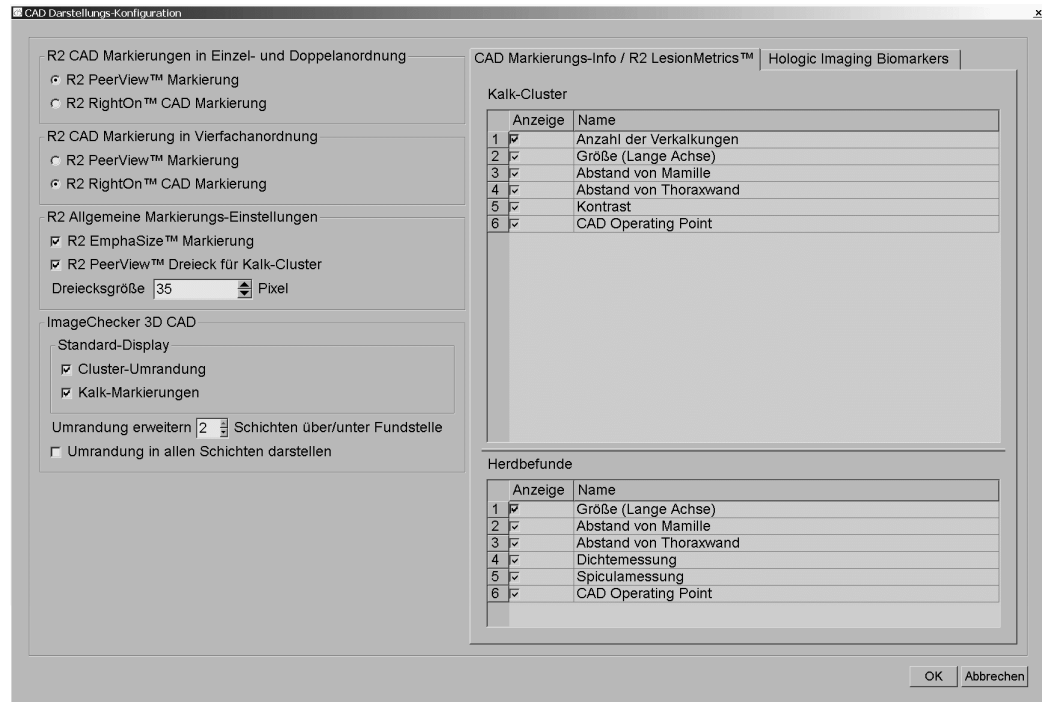 CAD Darstellungs-Konfiguration
x
R2 CAD Markierungen in Einzel- und Doppelanordnung
R2 PeerView™ Markierung
R2 RightOn™ CAD Markierung
R2 CAD Markierung in Vierfachanordnung
R2 PeerView™ Markierung
R2 RightOn™ CAD Markierung
R2 Allgemeine Markierungs-Einstellungen
R2 EmphaSize™ Markierung
R2 PeerView™ Dreieck für Kalk-Cluster
Dreiecksgröße 35 Pixel
ImageChecker 3D CAD
Standard-Display
Cluster-Umrandung
Kalk-Markierungen
Umrandung erweitern 2 Schichten über/unter Fundstelle
Umrandung in allen Schichten darstellen
CAD Markierungs-Info / R2 LesionMetrics™ Hologic Imaging Biomarkers
Kalk-Cluster
Anzeige Name
1 Anzahl der Verkalkungen
2 Größe (Lange Achse)
3 Abstand von Mamille
4 Abstand von Thoraxwand
5 Kontrast
6 CAD Operating Point
Herdbefunde
Anzeige Name
1 Größe (Lange Achse)
2 Abstand von Mamille
3 Abstand von Thoraxwand
4 Dichtemessung
5 Spiculamessung
6 CAD Operating Point
OK Abbrechen